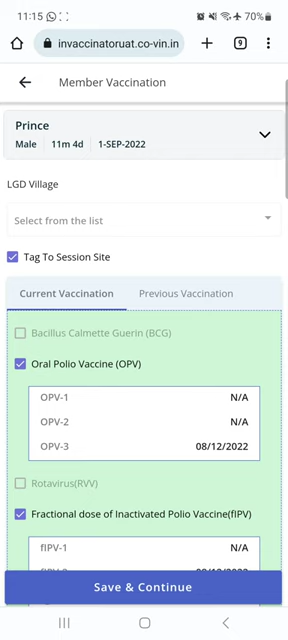 11:15
70%
invaccinatoruat.co-vin.in
9
Member Vaccination
Prince
Male 11m 4d 1-SEP-2022
LGD Village
Select from the list
Tag To Session Site
Current Vaccination Previous Vaccination
Bacillus Calmette Guerin (BCG)
Oral Polio Vaccine (OPV)
OPV-1 N/A
OPV-2 N/A
OPV-3 08/12/2022
Rotavirus(RVV)
Fractional dose of Inactivated Polio Vaccine(fIPV)
fIPV-1 N/A
Save & Continue